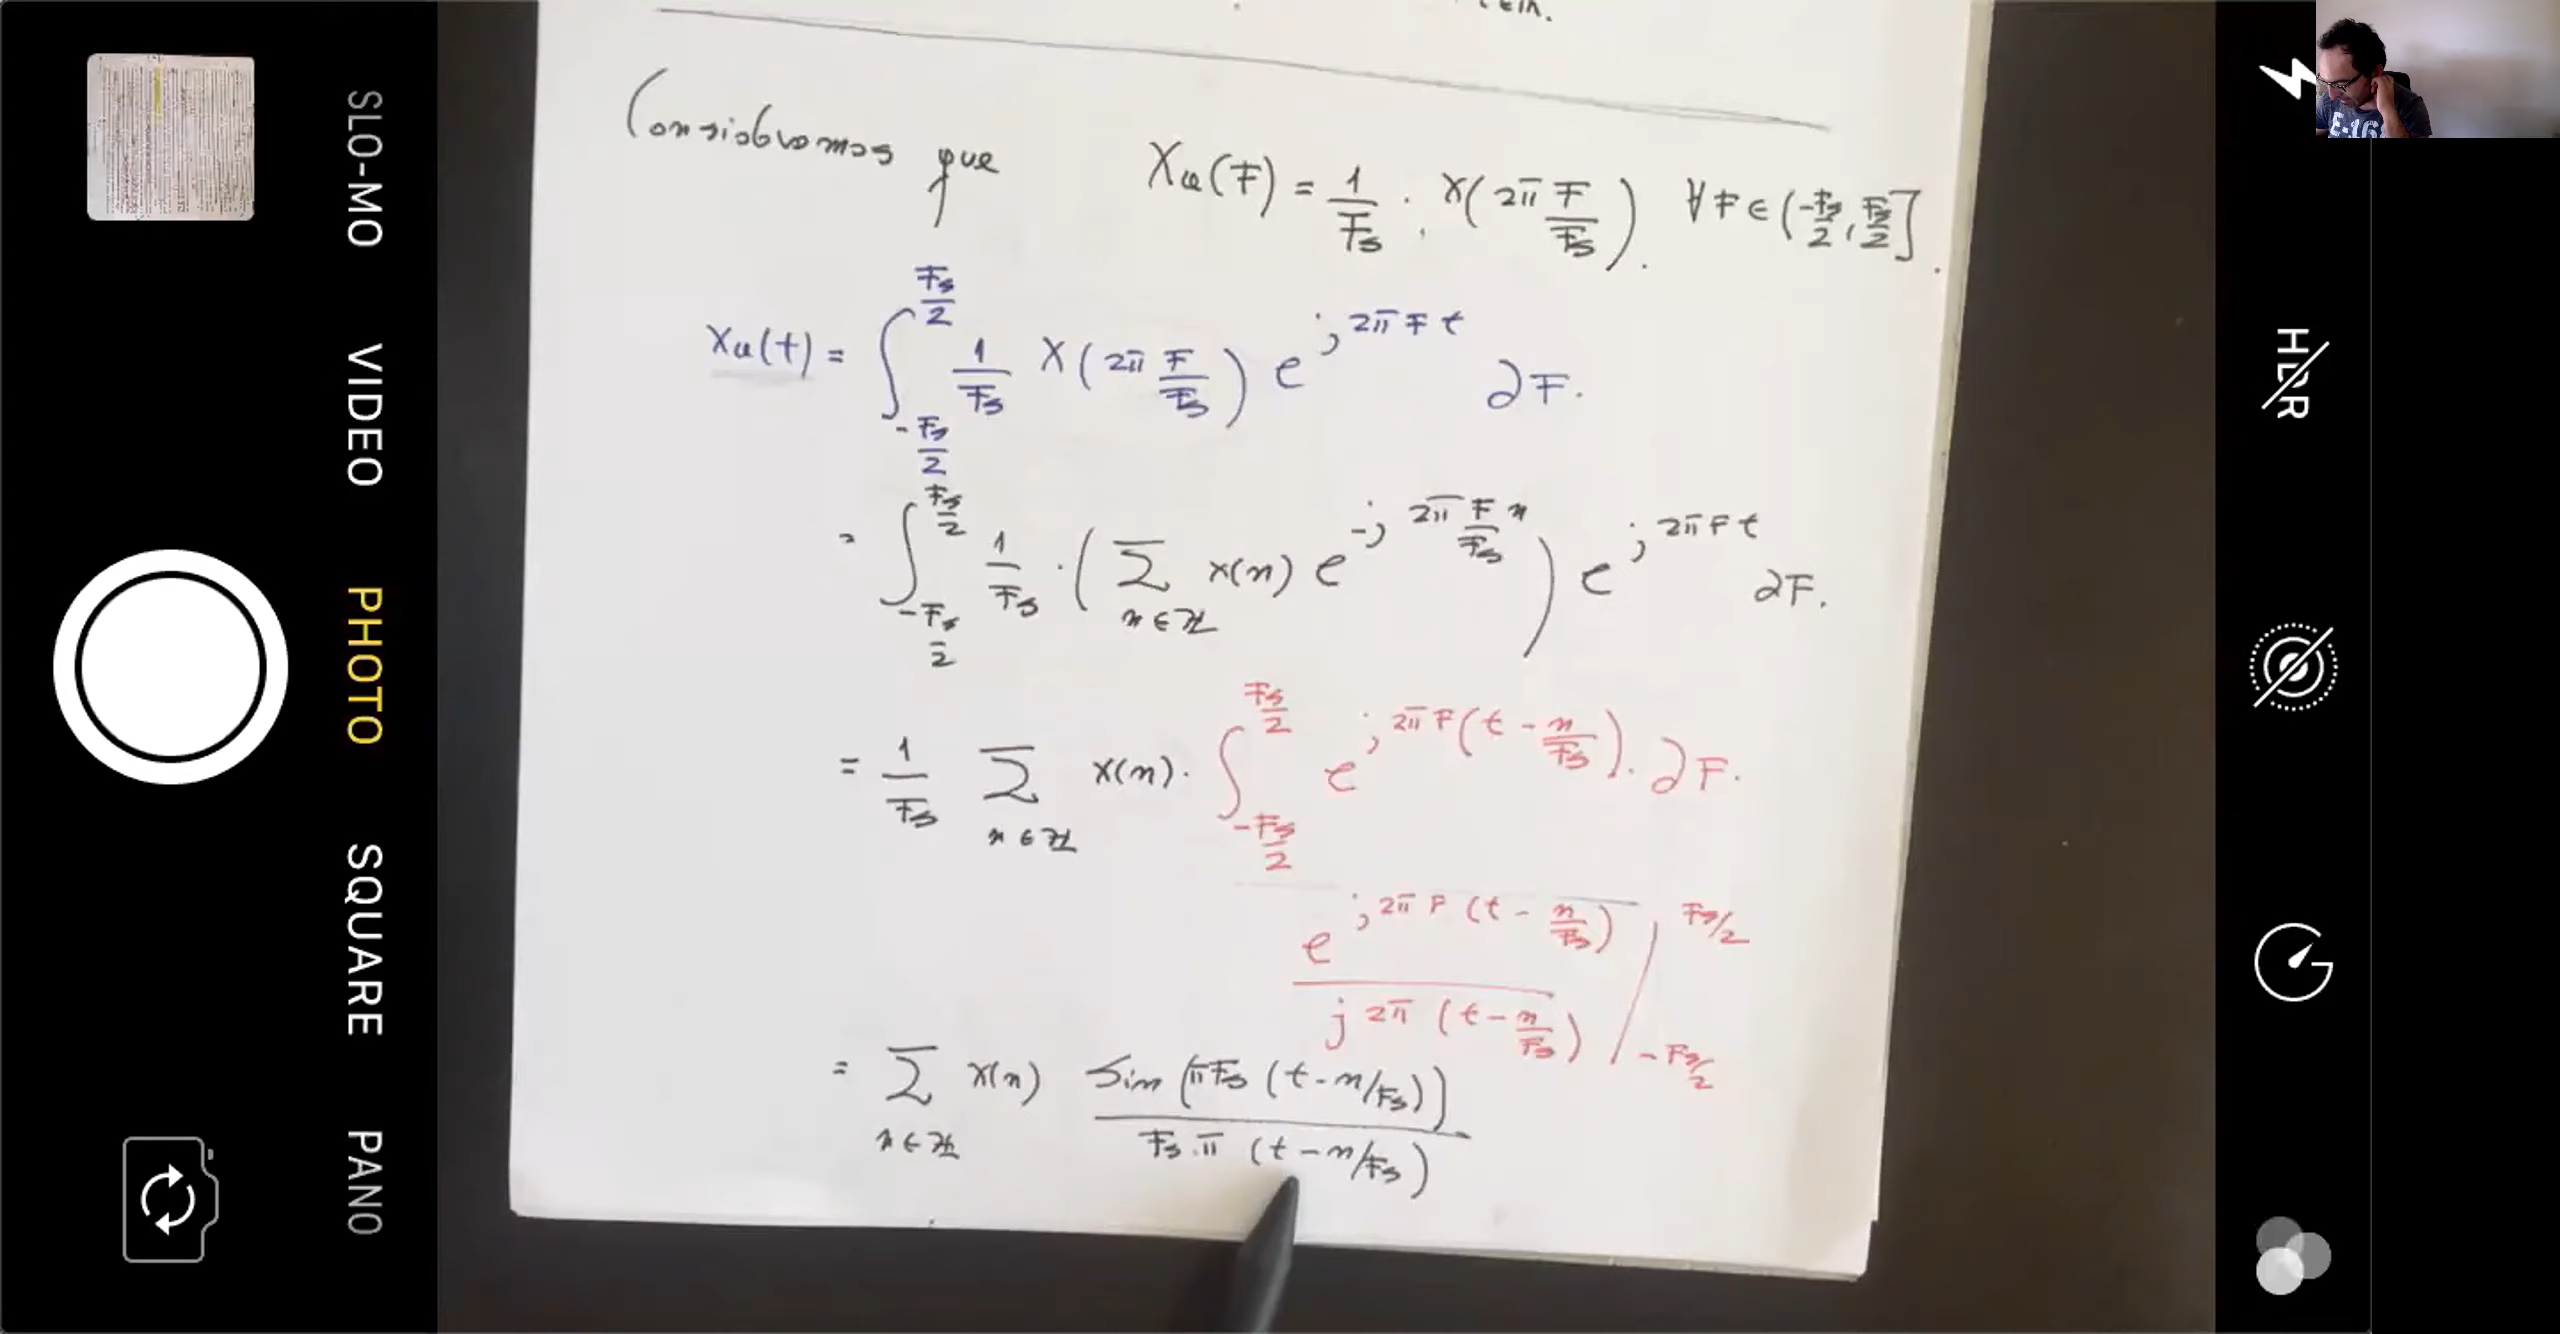 Consideramos que Xa(F) = 1/Fs · X(2π F/Fs). ∀F ∈ (-Fs/2, Fs/2].
xa(t) = ∫_{-Fs/2}^{Fs/2} 1/Fs X(2π F/Fs) e^{j2πFt} ∂F.
= ∫_{-Fs/2}^{Fs/2} 1/Fs · (∑_{n∈ℤ} x(n) e^{-j2π F/Fs n}) e^{j2πFt} ∂F.
= 1/Fs ∑_{n∈ℤ} x(n) · ∫_{-Fs/2}^{Fs/2} e^{j2πF(t - n/Fs)} · ∂F.
e^{j2πF(t - n/Fs)} / j2π(t - n/Fs) |_{-Fs/2}^{Fs/2}
= ∑_{n∈ℤ} x(n) sin(πFs(t-n/Fs)) / Fs.π (t-n/Fs)
SLO-MO
VIDEO
PHOTO
SQUARE
PANO
HDR
E-16